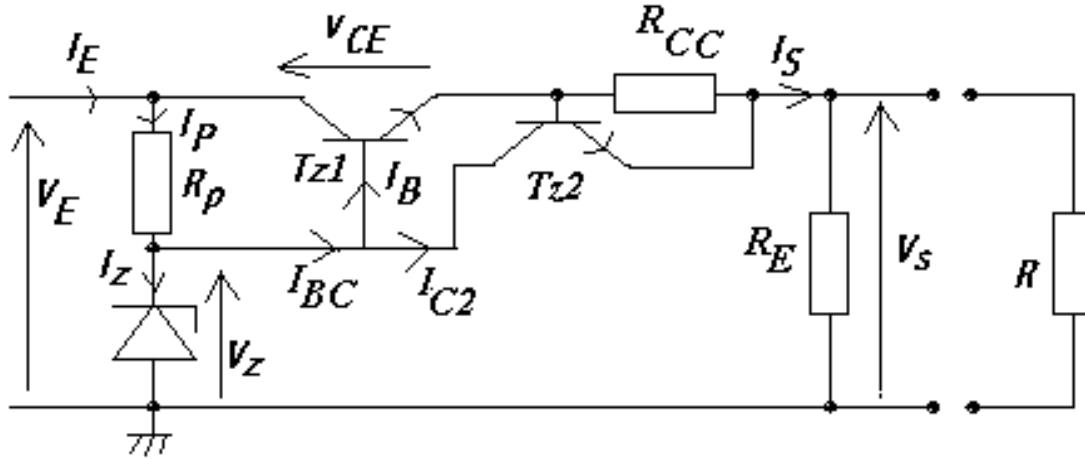 V_CE
R_CC
I_E
I_S
I_P
Tz1
I_B
Tz2
R_p
V_E
I_Z
I_BC
I_C2
V_Z
R_E
V_S
R